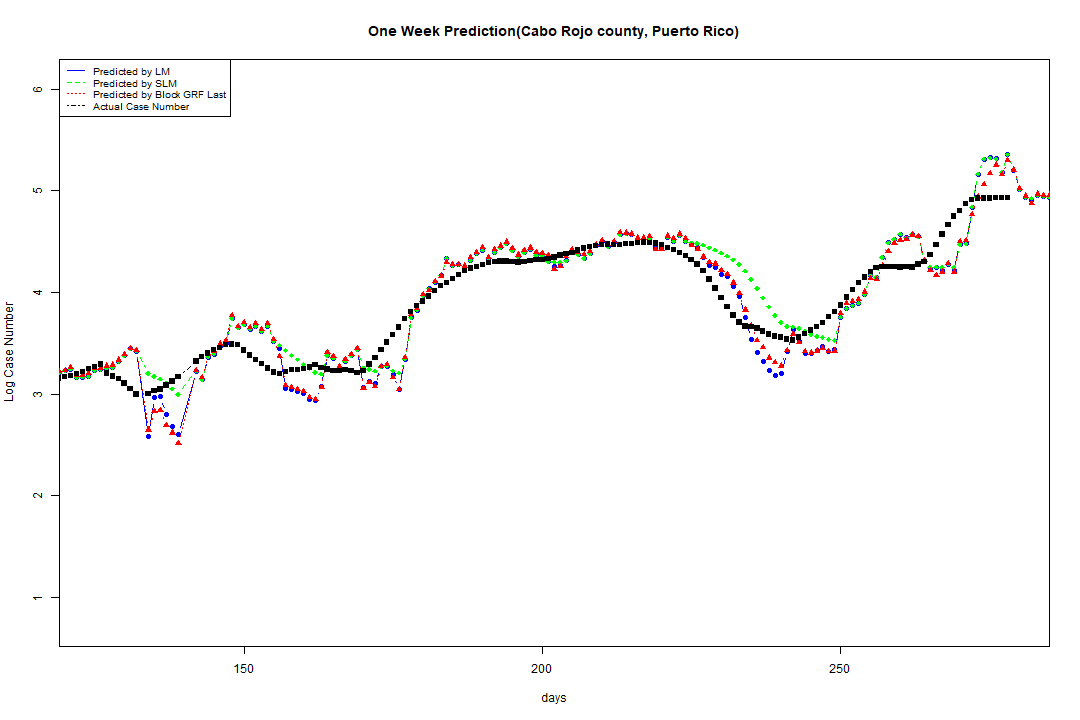 One Week Prediction(Cabo Rojo county, Puerto Rico)
Predicted by LM
Predicted by SLM
Predicted by Block GRF Last
Actual Case Number
6
5
4
3
2
1
Log Case Number
150 200 250
days